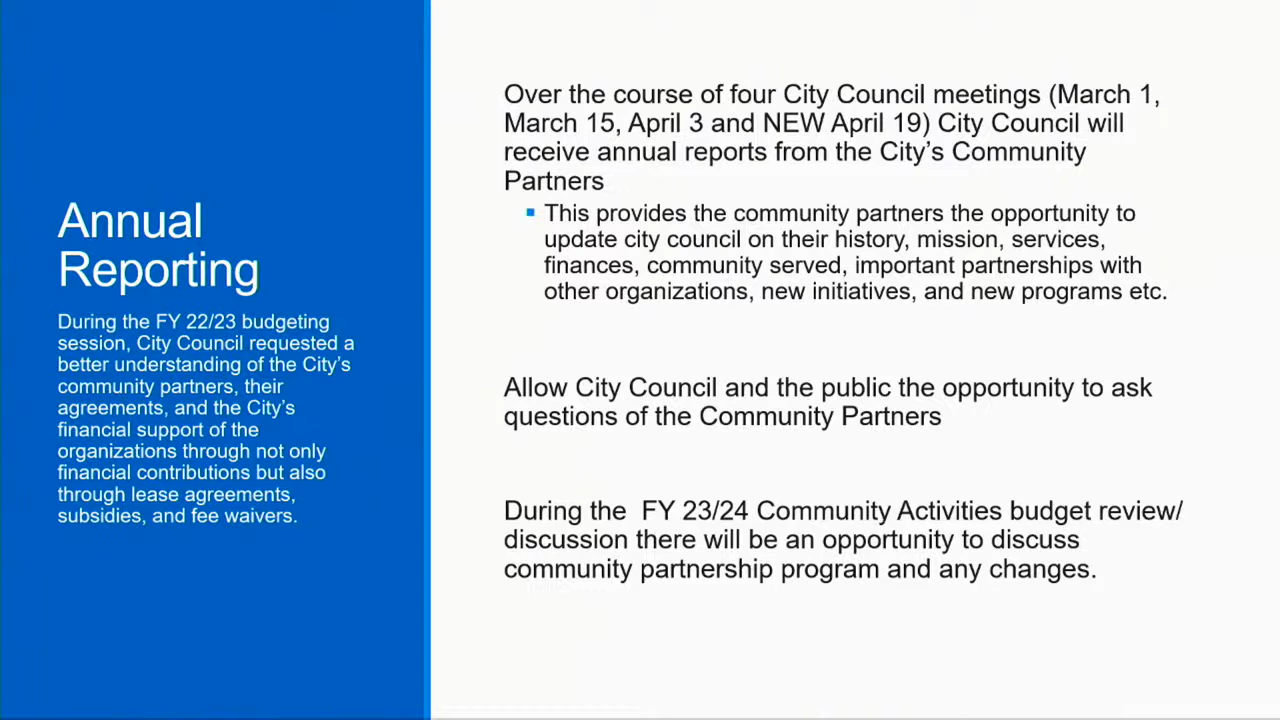 Annual
Reporting
During the FY 22/23 budgeting
session, City Council requested a
better understanding of the City's
community partners, their
agreements, and the City's
financial support of the
organizations through not only
financial contributions but also
through lease agreements,
subsidies, and fee waivers.
Over the course of four City Council meetings (March 1,
March 15, April 3 and NEW April 19) City Council will
receive annual reports from the City's Community
Partners
▪ This provides the community partners the opportunity to
update city council on their history, mission, services,
finances, community served, important partnerships with
other organizations, new initiatives, and new programs etc.
Allow City Council and the public the opportunity to ask
questions of the Community Partners
During the  FY 23/24 Community Activities budget review/
discussion there will be an opportunity to discuss
community partnership program and any changes.